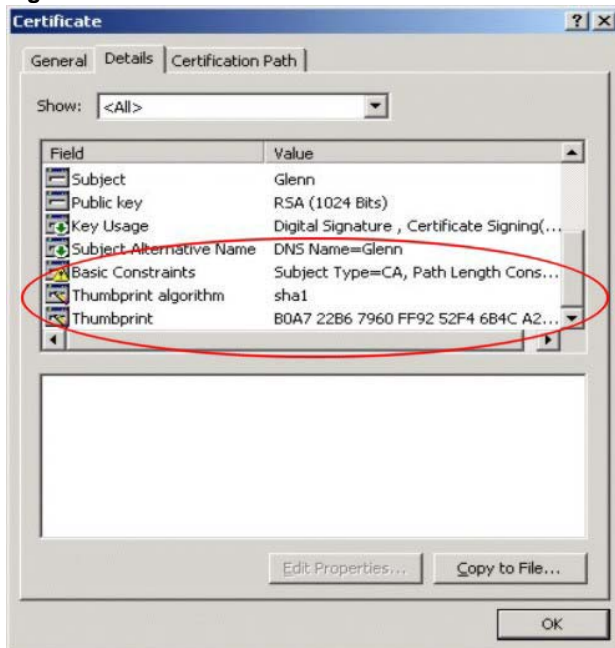 Certificate
General Details Certification Path
Show: <All>
Field Value
Subject Glenn
Public key RSA (1024 Bits)
Key Usage Digital Signature , Certificate Signing(...
Subject Alternative Name DNS Name=Glenn
Basic Constraints Subject Type=CA, Path Length Cons...
Thumbprint algorithm sha1
Thumbprint B0A7 22B6 7960 FF92 52F4 6B4C A2...
Edit Properties... Copy to File...
OK